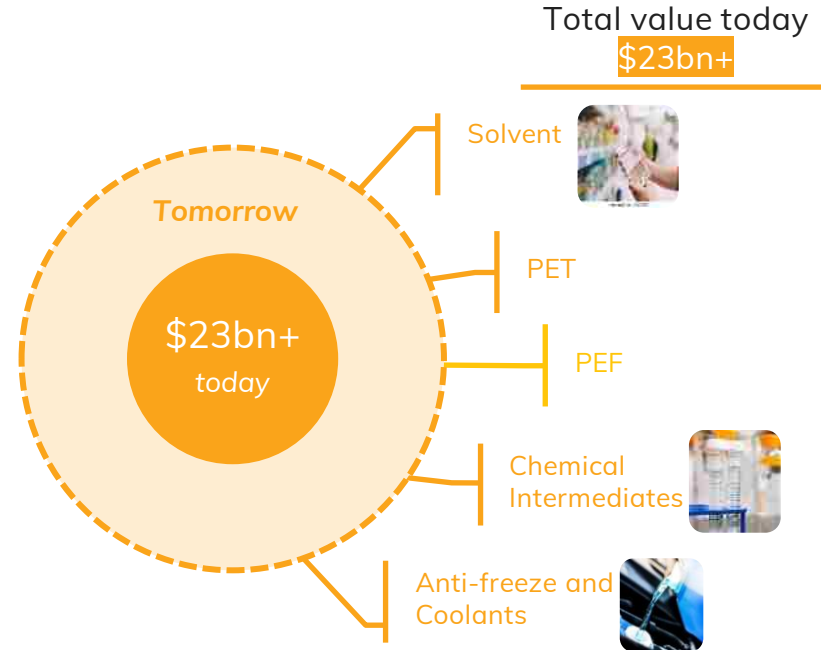 Total value today
$23bn+
Solvent
Tomorrow
PET
$23bn+
today
PEF
Chemical
Intermediates
Anti-freeze and
Coolants